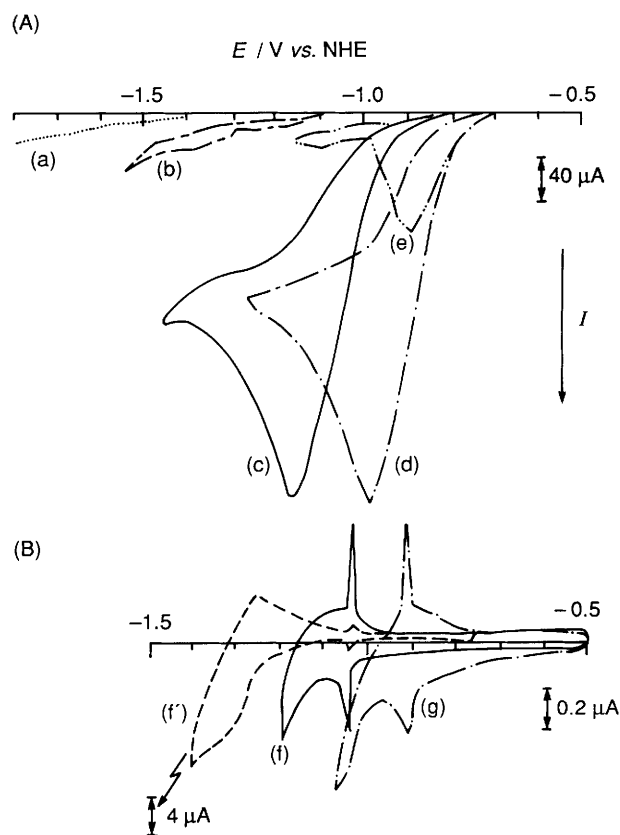 (A)
E / V vs. NHE
−1.5 −1.0 −0.5
(a)
(b)
40 μA
(e)
I
(c)
(d)
(B)
−1.5 −0.5
(f′)
(f)
(g)
0.2 μA
4 μA